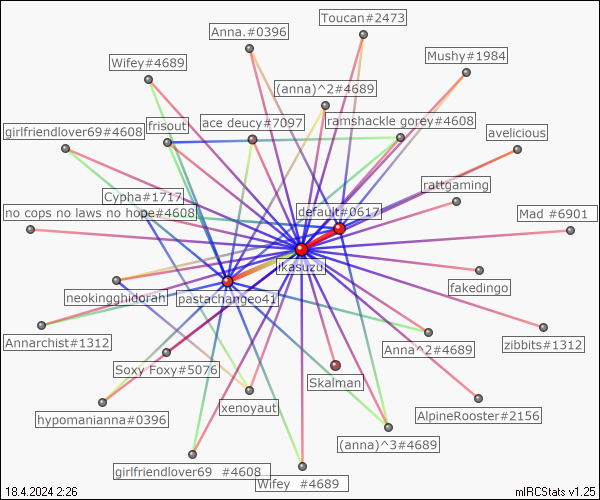 Toucan#2473
Anna.#0396
Mushy#1984
Wifey#4689
(anna)^2#4689
ace deucy#7097
ramshackle gorey#4608
frisout
girlfriendlover69#4608
avelicious
rattgaming
Cypha#1717
no cops no laws no hope#4608
default#0617
Mad #6901
ikasuzu
fakedingo
neokingghidorah
pastachangeo41
Annarchist#1312
Anna^2#4689
zibbits#1312
Soxy Foxy#5076
Skalman
xenoyaut
hypomanianna#0396
AlpineRooster#2156
(anna)^3#4689
girlfriendlover69 #4608
Wifey #4689
18.4.2024 2:26
mIRCStats v1.25